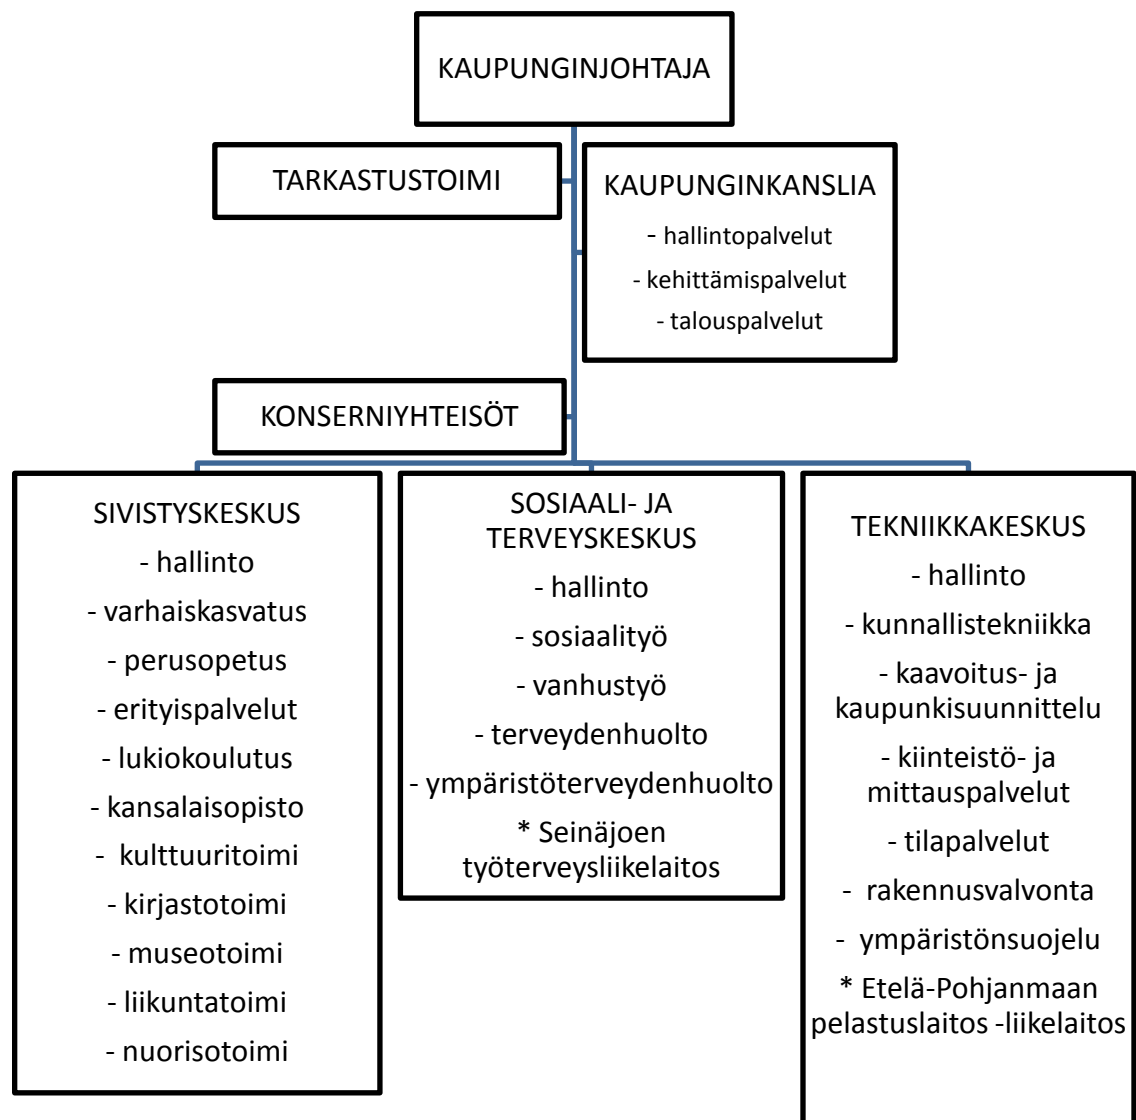 KAUPUNGINJOHTAJA
TARKASTUSTOIMI
KAUPUNGINKANSLIA
- hallintopalvelut
- kehittämispalvelut
- talouspalvelut
KONSERNIYHTEISÖT
SIVISTYSKESKUS
- hallinto
- varhaiskasvatus
- perusopetus
- erityispalvelut
- lukiokoulutus
- kansalaisopisto
- kulttuuritoimi
- kirjastotoimi
- museotoimi
- liikuntatoimi
- nuorisotoimi
SOSIAALI- JA
TERVEYSKESKUS
- hallinto
- sosiaalityö
- vanhustyö
- terveydenhuolto
- ympäristöterveydenhuolto
* Seinäjoen
työterveysliikelaitos
TEKNIIKKAKESKUS
- hallinto
- kunnallistekniikka
- kaavoitus- ja
kaupunkisuunnittelu
- kiinteistö- ja
mittauspalvelut
- tilapalvelut
- rakennusvalvonta
- ympäristönsuojelu
* Etelä-Pohjanmaan
pelastuslaitos -liikelaitos